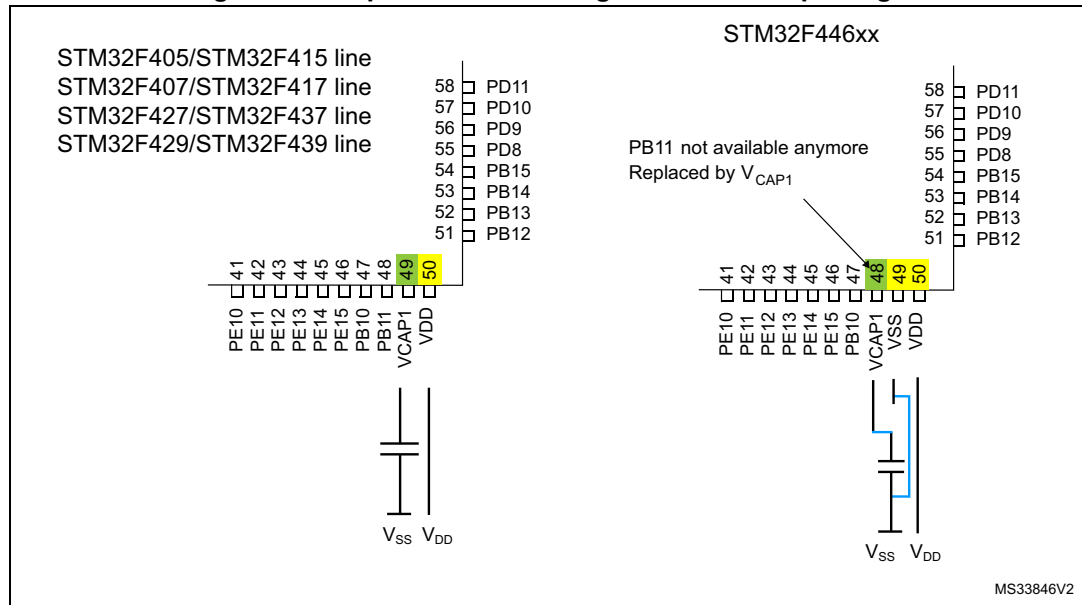 STM32F405/STM32F415 line
STM32F407/STM32F417 line
STM32F427/STM32F437 line
STM32F429/STM32F439 line
58 PD11
57 PD10
56 PD9
55 PD8
54 PB15
53 PB14
52 PB13
51 PB12
41 42 43 44 45 46 47 48 49 50
PE10 PE11 PE12 PE13 PE14 PE15 PB10 PB11 VCAP1 VDD
VSS VDD
STM32F446xx
PB11 not available anymore
Replaced by VCAP1
58 PD11
57 PD10
56 PD9
55 PD8
54 PB15
53 PB14
52 PB13
51 PB12
41 42 43 44 45 46 47 48 49 50
PE10 PE11 PE12 PE13 PE14 PE15 PB10 VCAP1 VSS VDD
VSS VDD
MS33846V2